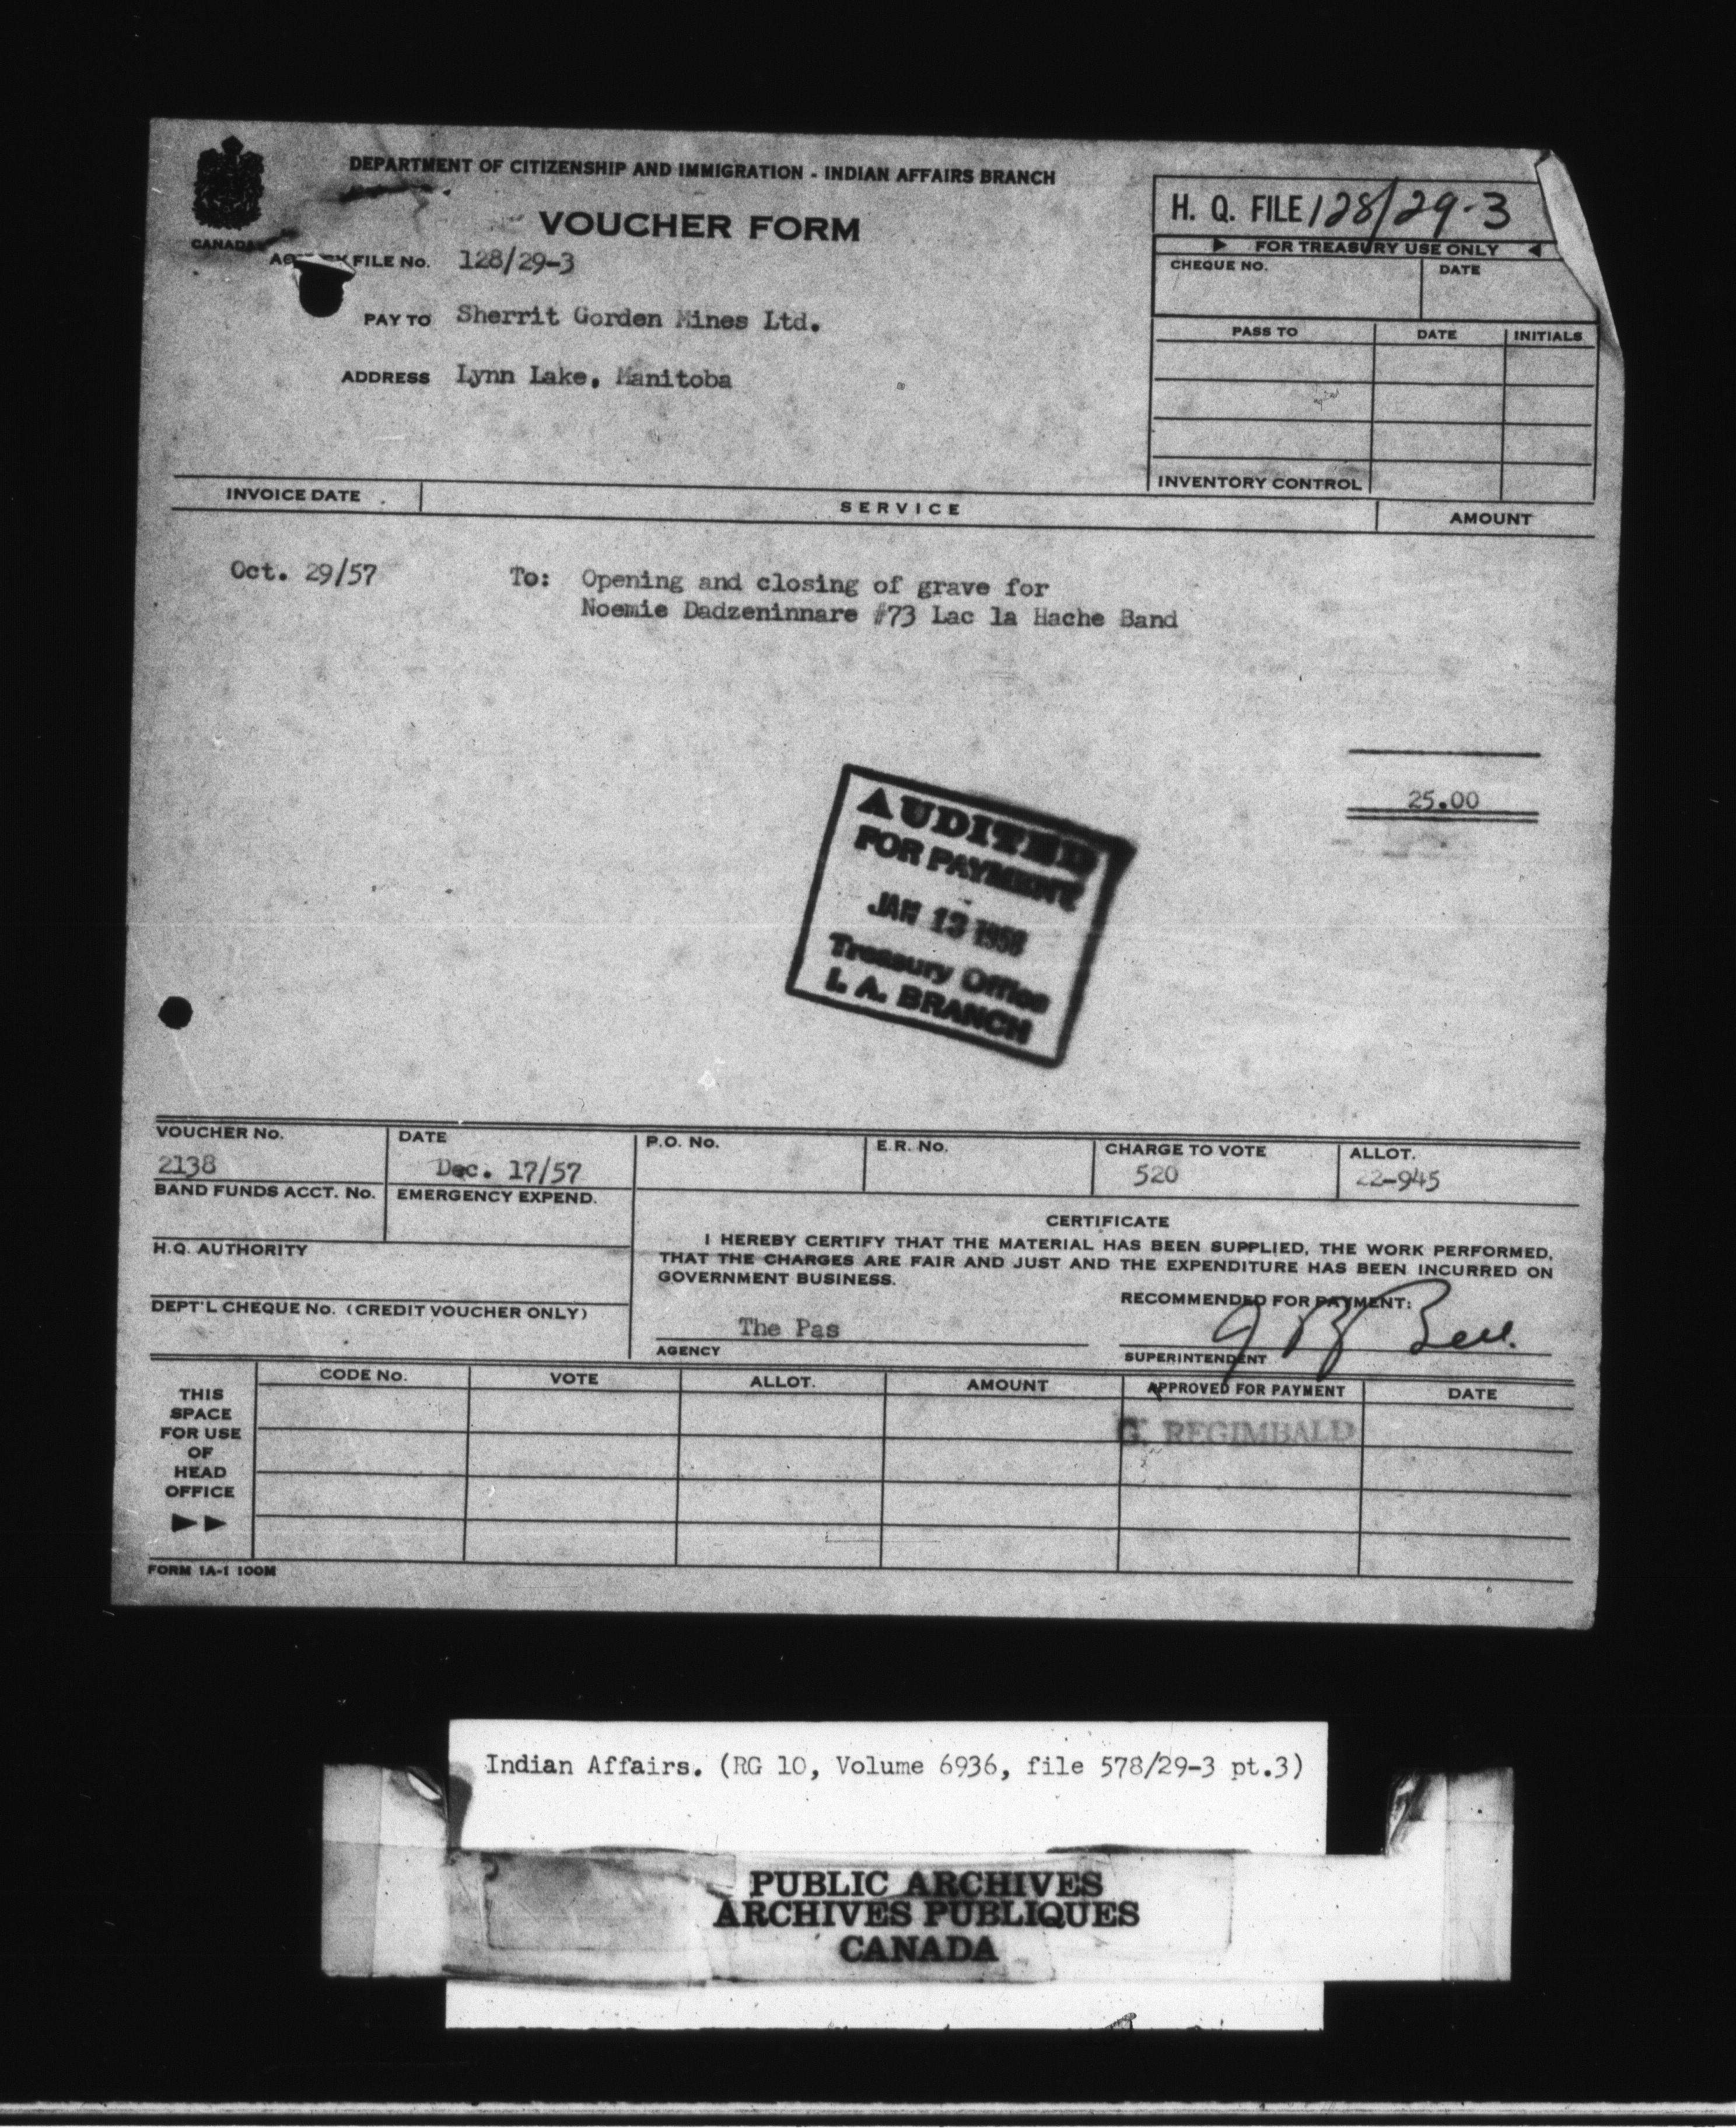 DEPARTMENT OF CITIZENSHIP AND IMMIGRATION - INDIAN AFFAIRS BRANCH
CANADA
VOUCHER FORM
H. Q. FILE 128/29-3
FOR TREASURY USE ONLY
CHEQUE NO. DATE
FILE No. 128/29-3
PAY TO Sherrit Gorden Mines Ltd.
PASS TO DATE INITIALS
ADDRESS Lynn Lake, Manitoba
INVENTORY CONTROL
INVOICE DATE SERVICE AMOUNT
Oct. 29/57 To: Opening and closing of grave for
Noemie Dadzeninnare #73 Lac la Hache Band
25.00
AUDITED
FOR PAYMENT
JAN 13 1958
Treasury Office
I. A. BRANCH
VOUCHER No. DATE P.O. No. E.R. No. CHARGE TO VOTE ALLOT.
2138 Dec. 17/57 520 22-945
BAND FUNDS ACCT. No. EMERGENCY EXPEND.
CERTIFICATE
I HEREBY CERTIFY THAT THE MATERIAL HAS BEEN SUPPLIED, THE WORK PERFORMED,
THAT THE CHARGES ARE FAIR AND JUST AND THE EXPENDITURE HAS BEEN INCURRED ON
GOVERNMENT BUSINESS.
H.Q. AUTHORITY
DEPT'L CHEQUE No. (CREDIT VOUCHER ONLY)
RECOMMENDED FOR PAYMENT:
The Pas
AGENCY
Bell.
SUPERINTENDENT
CODE No. VOTE ALLOT. AMOUNT APPROVED FOR PAYMENT DATE
THIS
SPACE
FOR USE
OF
HEAD
OFFICE
G. REGIMBALD
FORM 1A-1 100M
Indian Affairs. (RG 10, Volume 6936, file 578/29-3 pt.3)
PUBLIC ARCHIVES
ARCHIVES PUBLIQUES
CANADA